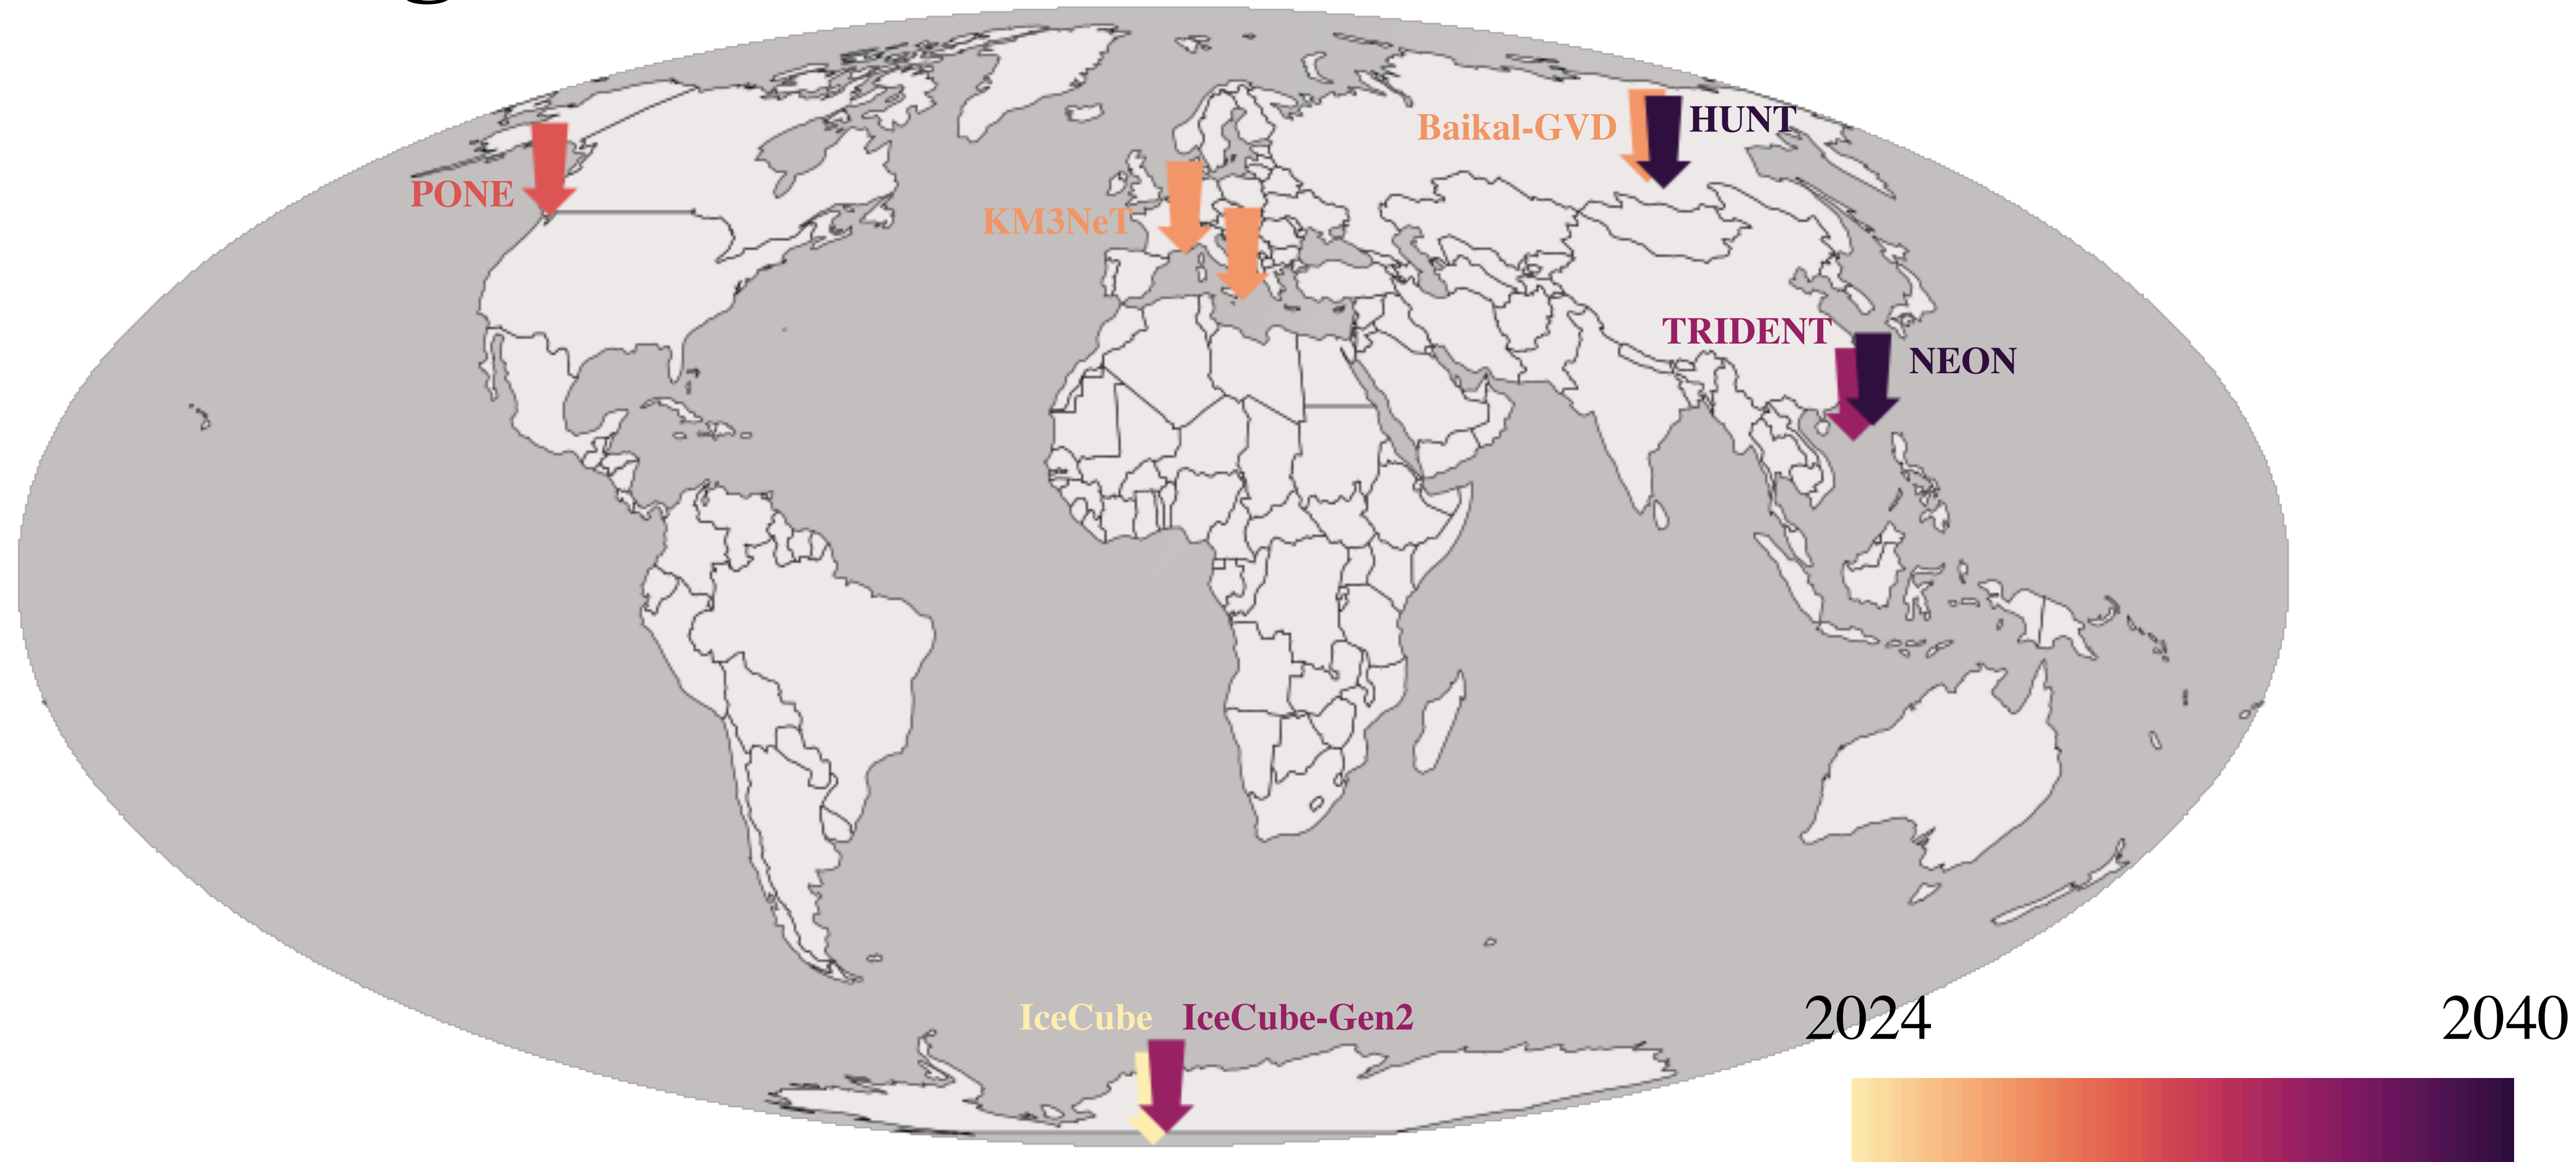 Baikal-GVD
HUNT
PONE
KM3NeT
TRIDENT
NEON
IceCube
IceCube-Gen2
2024
2040